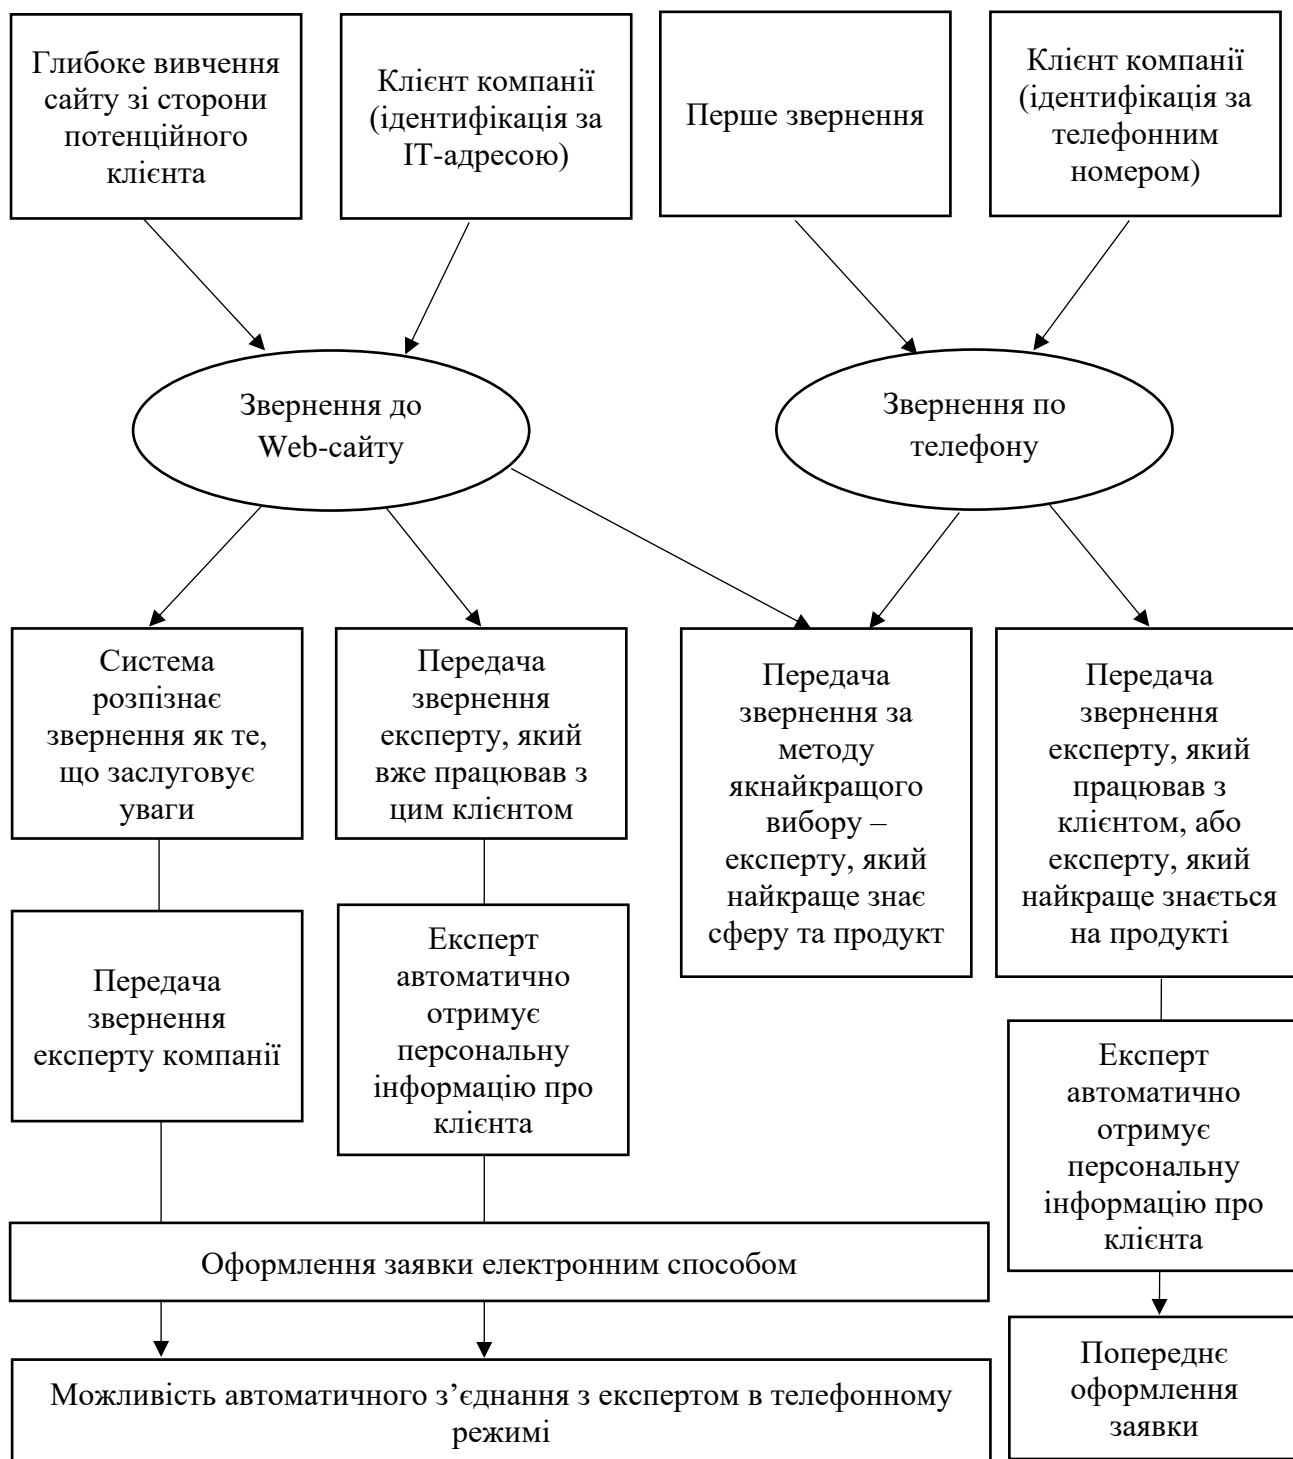 Глибоке вивчення
сайту зі сторони
потенційного
клієнта
Клієнт компанії
(ідентифікація за
ІТ-адресою)
Перше звернення
Клієнт компанії
(ідентифікація за
телефонним
номером)
Звернення до
Web-сайту
Звернення по
телефону
Система
розпізнає
звернення як те,
що заслуговує
уваги
Передача
звернення
експерту, який
вже працював з
цим клієнтом
Передача
звернення за
методу
якнайкращого
вибору –
експерту, який
найкраще знає
сферу та продукт
Передача
звернення
експерту, який
працював з
клієнтом, або
експерту, який
найкраще знається
на продукті
Передача
звернення
експерту компанії
Експерт
автоматично
отримує
персональну
інформацію про
клієнта
Експерт
автоматично
отримує
персональну
інформацію про
клієнта
Оформлення заявки електронним способом
Можливість автоматичного з’єднання з експертом в телефонному
режимі
Попереднє
оформлення
заявки